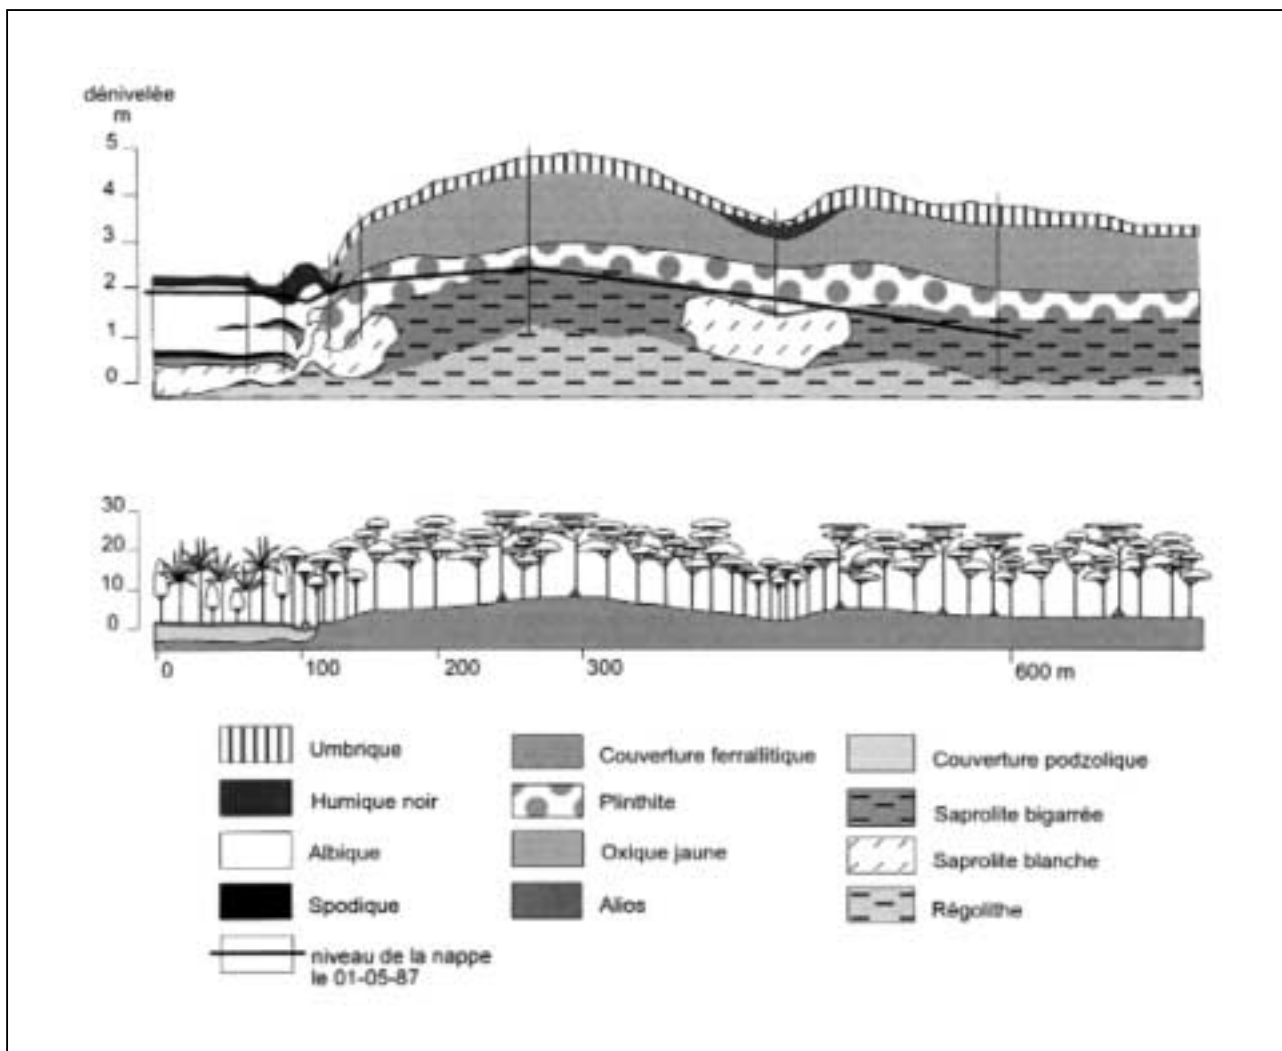 dénivelée
m
5
4
3
2
1
0
30
20
10
0
0 100 200 300 600 m
Umbrique
Humique noir
Albique
Spodique
niveau de la nappe
le 01-05-87
Couverture ferrallitique
Plinthite
Oxique jaune
Alios
Couverture podzolique
Saprolite bigarrée
Saprolite blanche
Régolithe